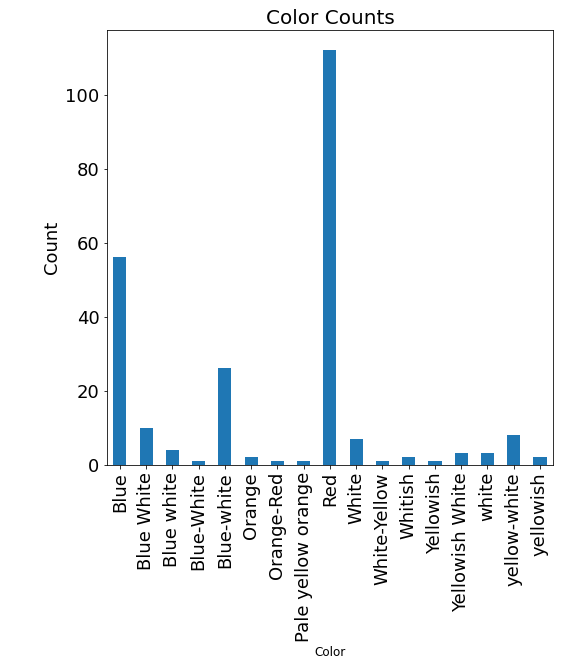 Color Counts
Count
100
80
60
40
20
0
Blue
Blue White
Blue white
Blue-White
Blue-white
Orange
Orange-Red
Pale yellow orange
Red
White
White-Yellow
Whitish
Yellowish
Yellowish White
white
yellow-white
yellowish
Color